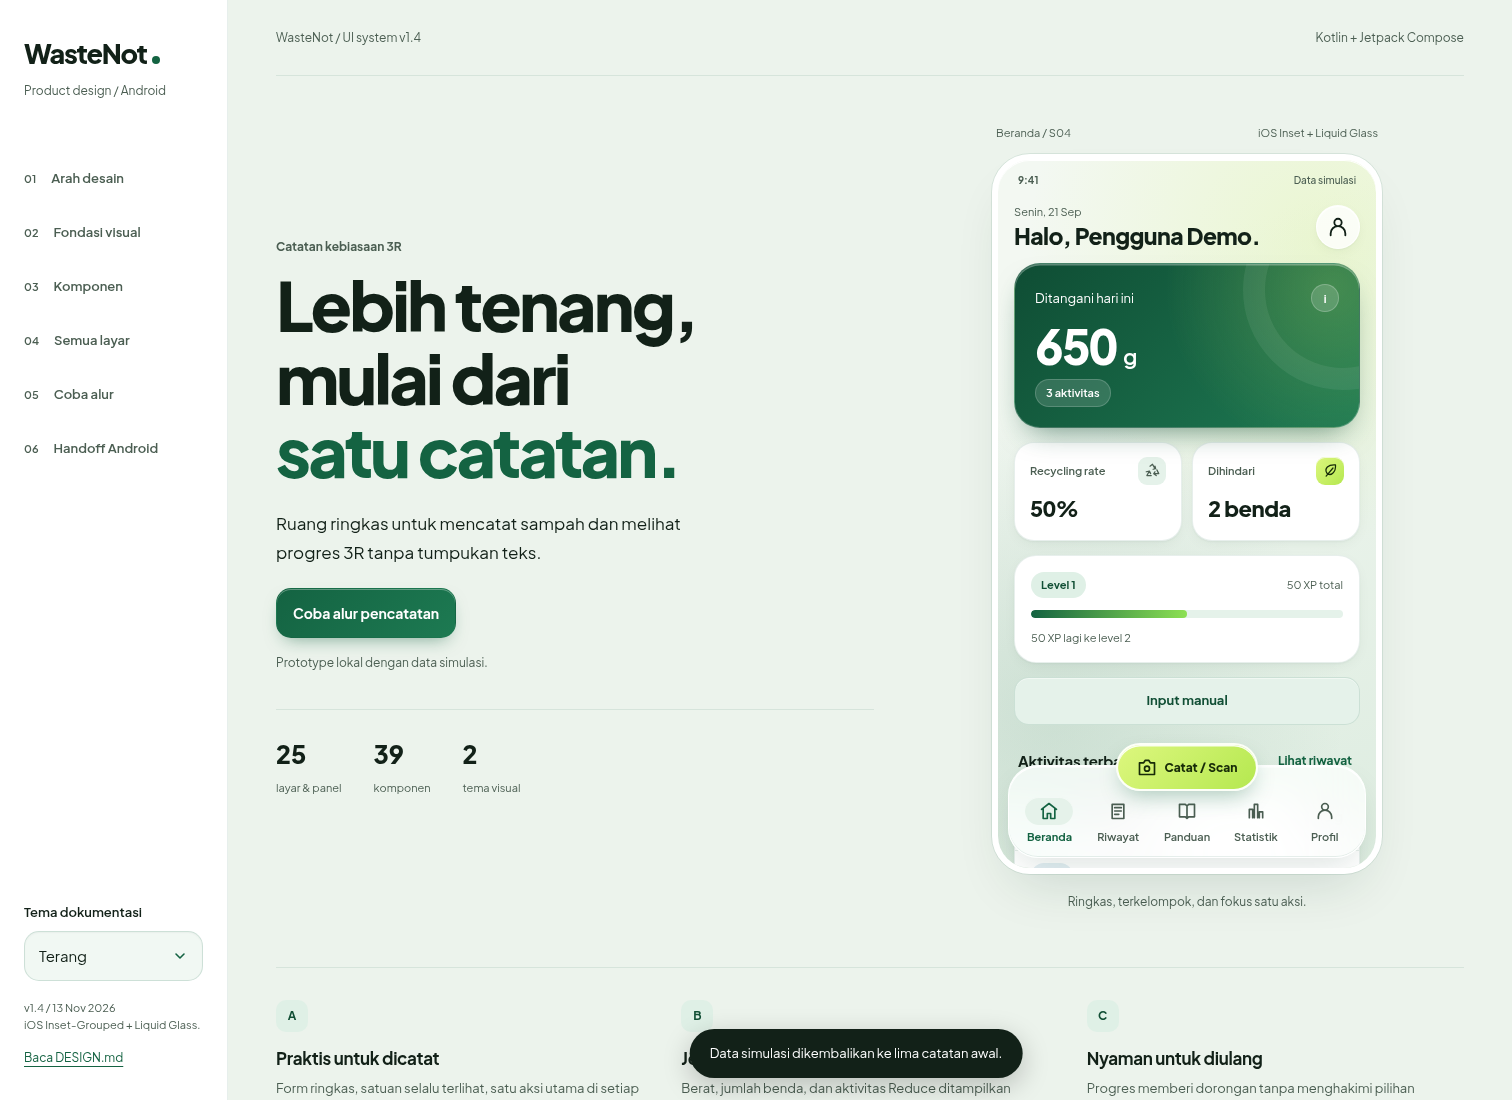 WasteNot.
Product design / Android
01 Arah desain
02 Fondasi visual
03 Komponen
04 Semua layar
05 Coba alur
06 Handoff Android
Tema dokumentasi
Terang
v1.4 / 13 Nov 2026
iOS Inset-Grouped + Liquid Glass.
Baca DESIGN.md
WasteNot / UI system v1.4
Kotlin + Jetpack Compose
Catatan kebiasaan 3R
Lebih tenang,
mulai dari
satu catatan.
Ruang ringkas untuk mencatat sampah dan melihat
progres 3R tanpa tumpukan teks.
Coba alur pencatatan
Prototype lokal dengan data simulasi.
25
layar & panel
39
komponen
2
tema visual
Beranda / S04
iOS Inset + Liquid Glass
9:41
Data simulasi
Senin, 21 Sep
Halo, Pengguna Demo.
Ditangani hari ini
i
650 g
3 aktivitas
Recycling rate
50%
Dihindari
2 benda
Level 1
50 XP total
50 XP lagi ke level 2
Input manual
Aktivitas
Lihat riwayat
Catat / Scan
Beranda
Riwayat
Panduan
Statistik
Profil
Ringkas, terkelompok, dan fokus satu aksi.
A
Praktis untuk dicatat
Form ringkas, satuan selalu terlihat, satu aksi utama di setiap
B
Berat, jumlah benda, dan aktivitas Reduce ditampilkan
C
Nyaman untuk diulang
Progres memberi dorongan tanpa menghakimi pilihan
Data simulasi dikembalikan ke lima catatan awal.